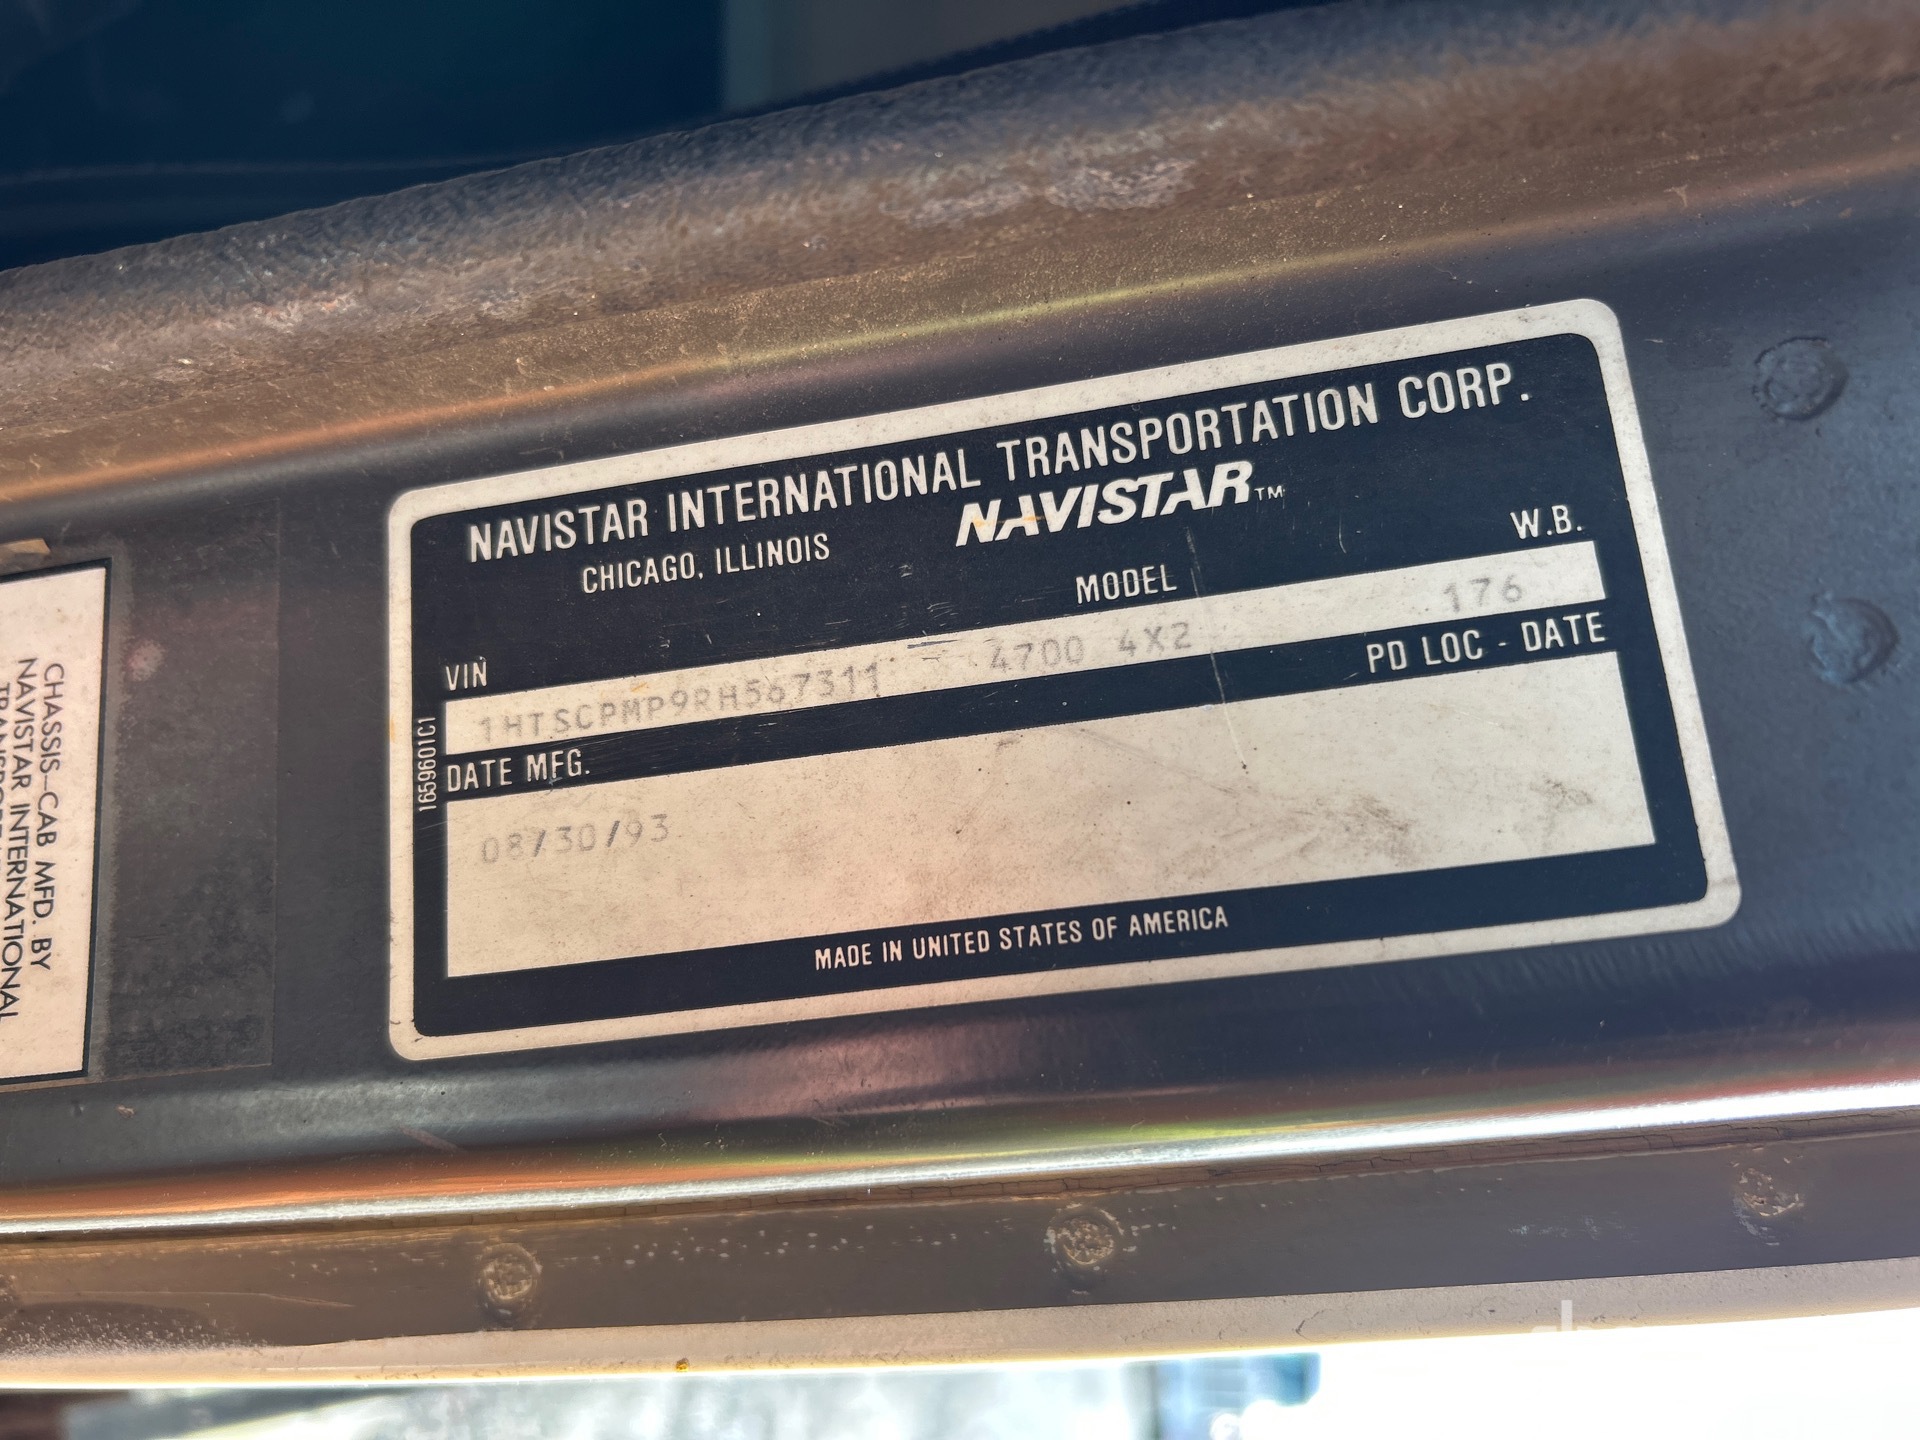 NAVISTAR INTERNATIONAL TRANSPORTATION CORP.
CHICAGO, ILLINOIS NAVISTAR™
VIN MODEL W.B.
1HTSCPMP9RH567311 4700 4X2 176
DATE MFG. PD LOC - DATE
08/30/93
MADE IN UNITED STATES OF AMERICA
1659601C1
CHASSIS-CAB MFD. BY
NAVISTAR INTERNATIONAL